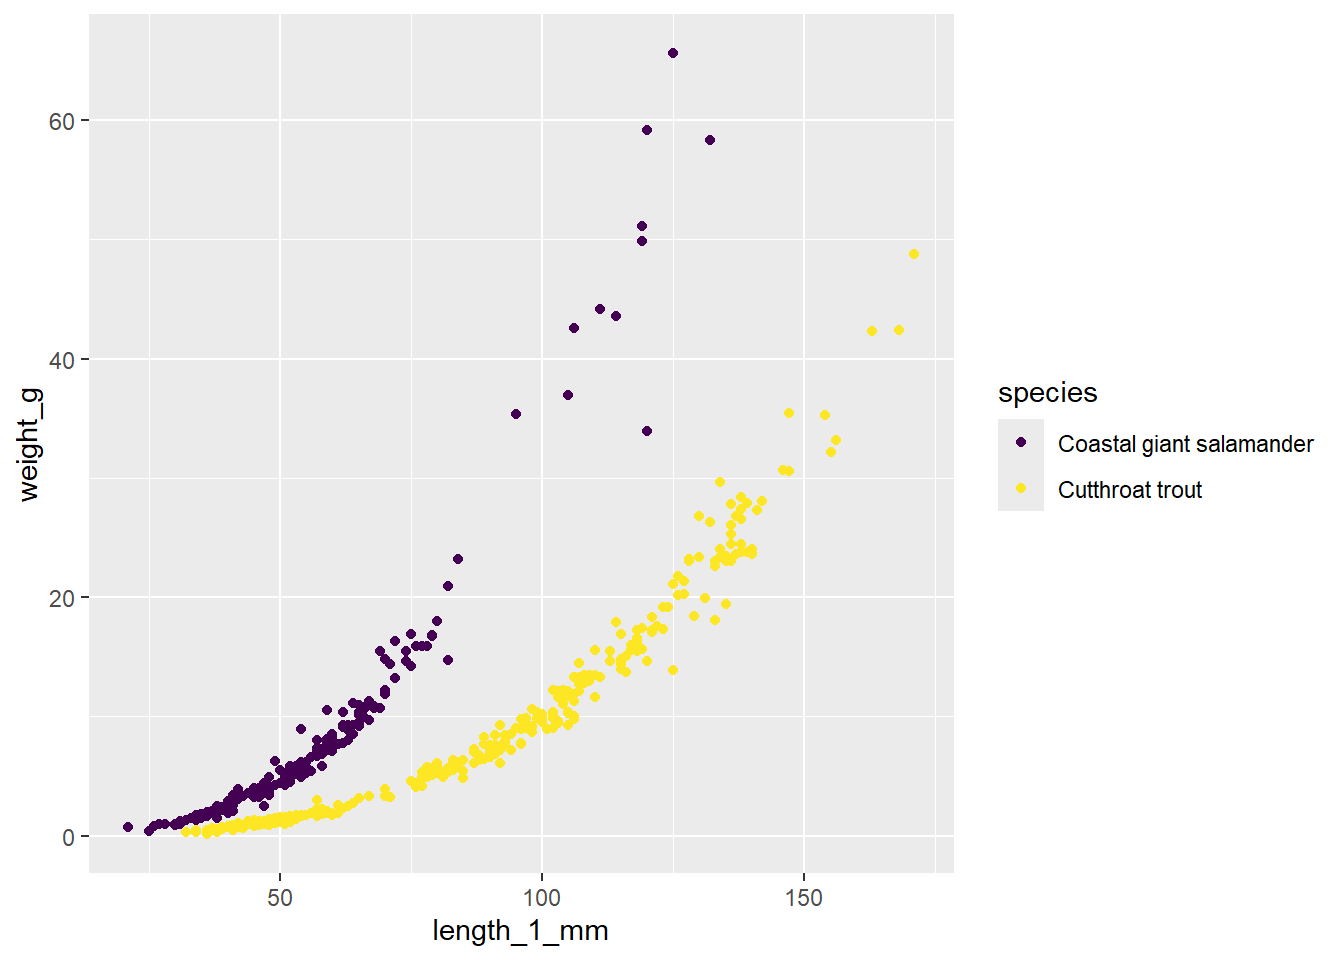 60
40
20
0
weight_g
50
100
150
length_1_mm
species
Coastal giant salamander
Cutthroat trout